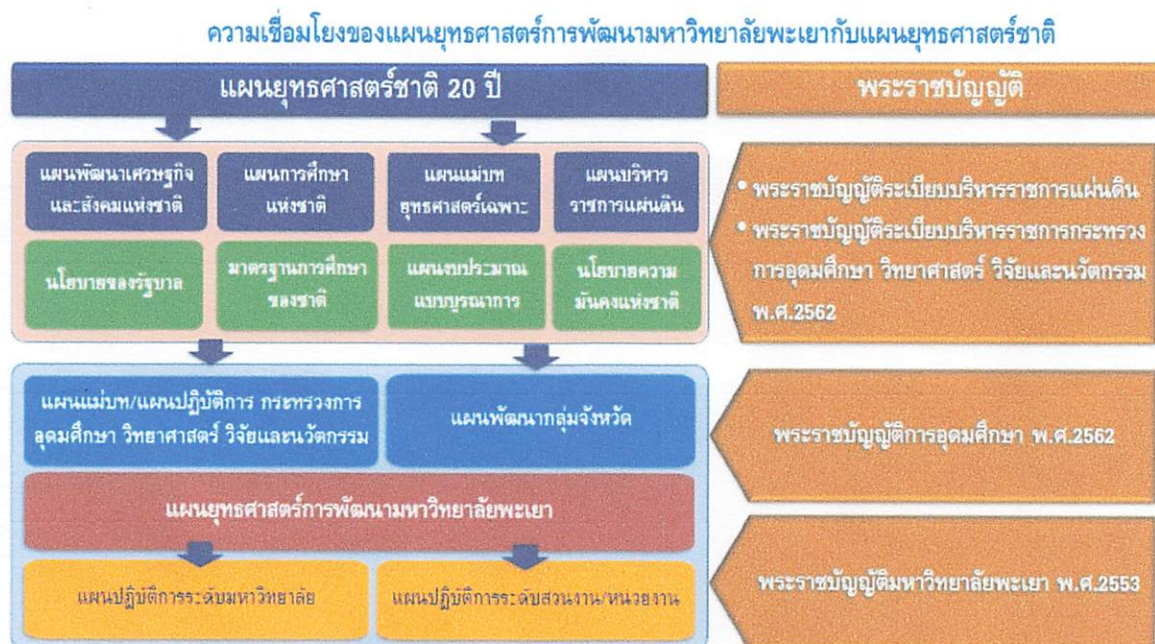 ความเชื่อมโยงของแผนยุทธศาสตร์การพัฒนามหาวิทยาลัยพะเยากับแผนยุทธศาสตร์ชาติ
แผนยุทธศาสตร์ชาติ 20 ปี
พระราชบัญญัติ
แผนพัฒนาเศรษฐกิจ
และสังคมแห่งชาติ
แผนการศึกษา
แห่งชาติ
แผนแม่บท
ยุทธศาสตร์เฉพาะ
แผนบริหาร
ราชการแผ่นดิน
นโยบายของรัฐบาล
มาตรฐานการศึกษา
ของชาติ
แผนงบประมาณ
แบบบูรณาการ
นโยบายความ
มั่นคงแห่งชาติ
• พระราชบัญญัติระเบียบบริหารราชการแผ่นดิน
• พระราชบัญญัติระเบียบบริหารราชการกระทรวง
การอุดมศึกษา วิทยาศาสตร์ วิจัยและนวัตกรรม
พ.ศ.2562
แผนแม่บท/แผนปฏิบัติการ กระทรวงการ
อุดมศึกษา วิทยาศาสตร์ วิจัยและนวัตกรรม
แผนพัฒนากลุ่มจังหวัด
พระราชบัญญัติการอุดมศึกษา พ.ศ.2562
แผนยุทธศาสตร์การพัฒนามหาวิทยาลัยพะเยา
แผนปฏิบัติการระดับมหาวิทยาลัย
แผนปฏิบัติการระดับส่วนงาน/หน่วยงาน
พระราชบัญญัติมหาวิทยาลัยพะเยา พ.ศ.2553